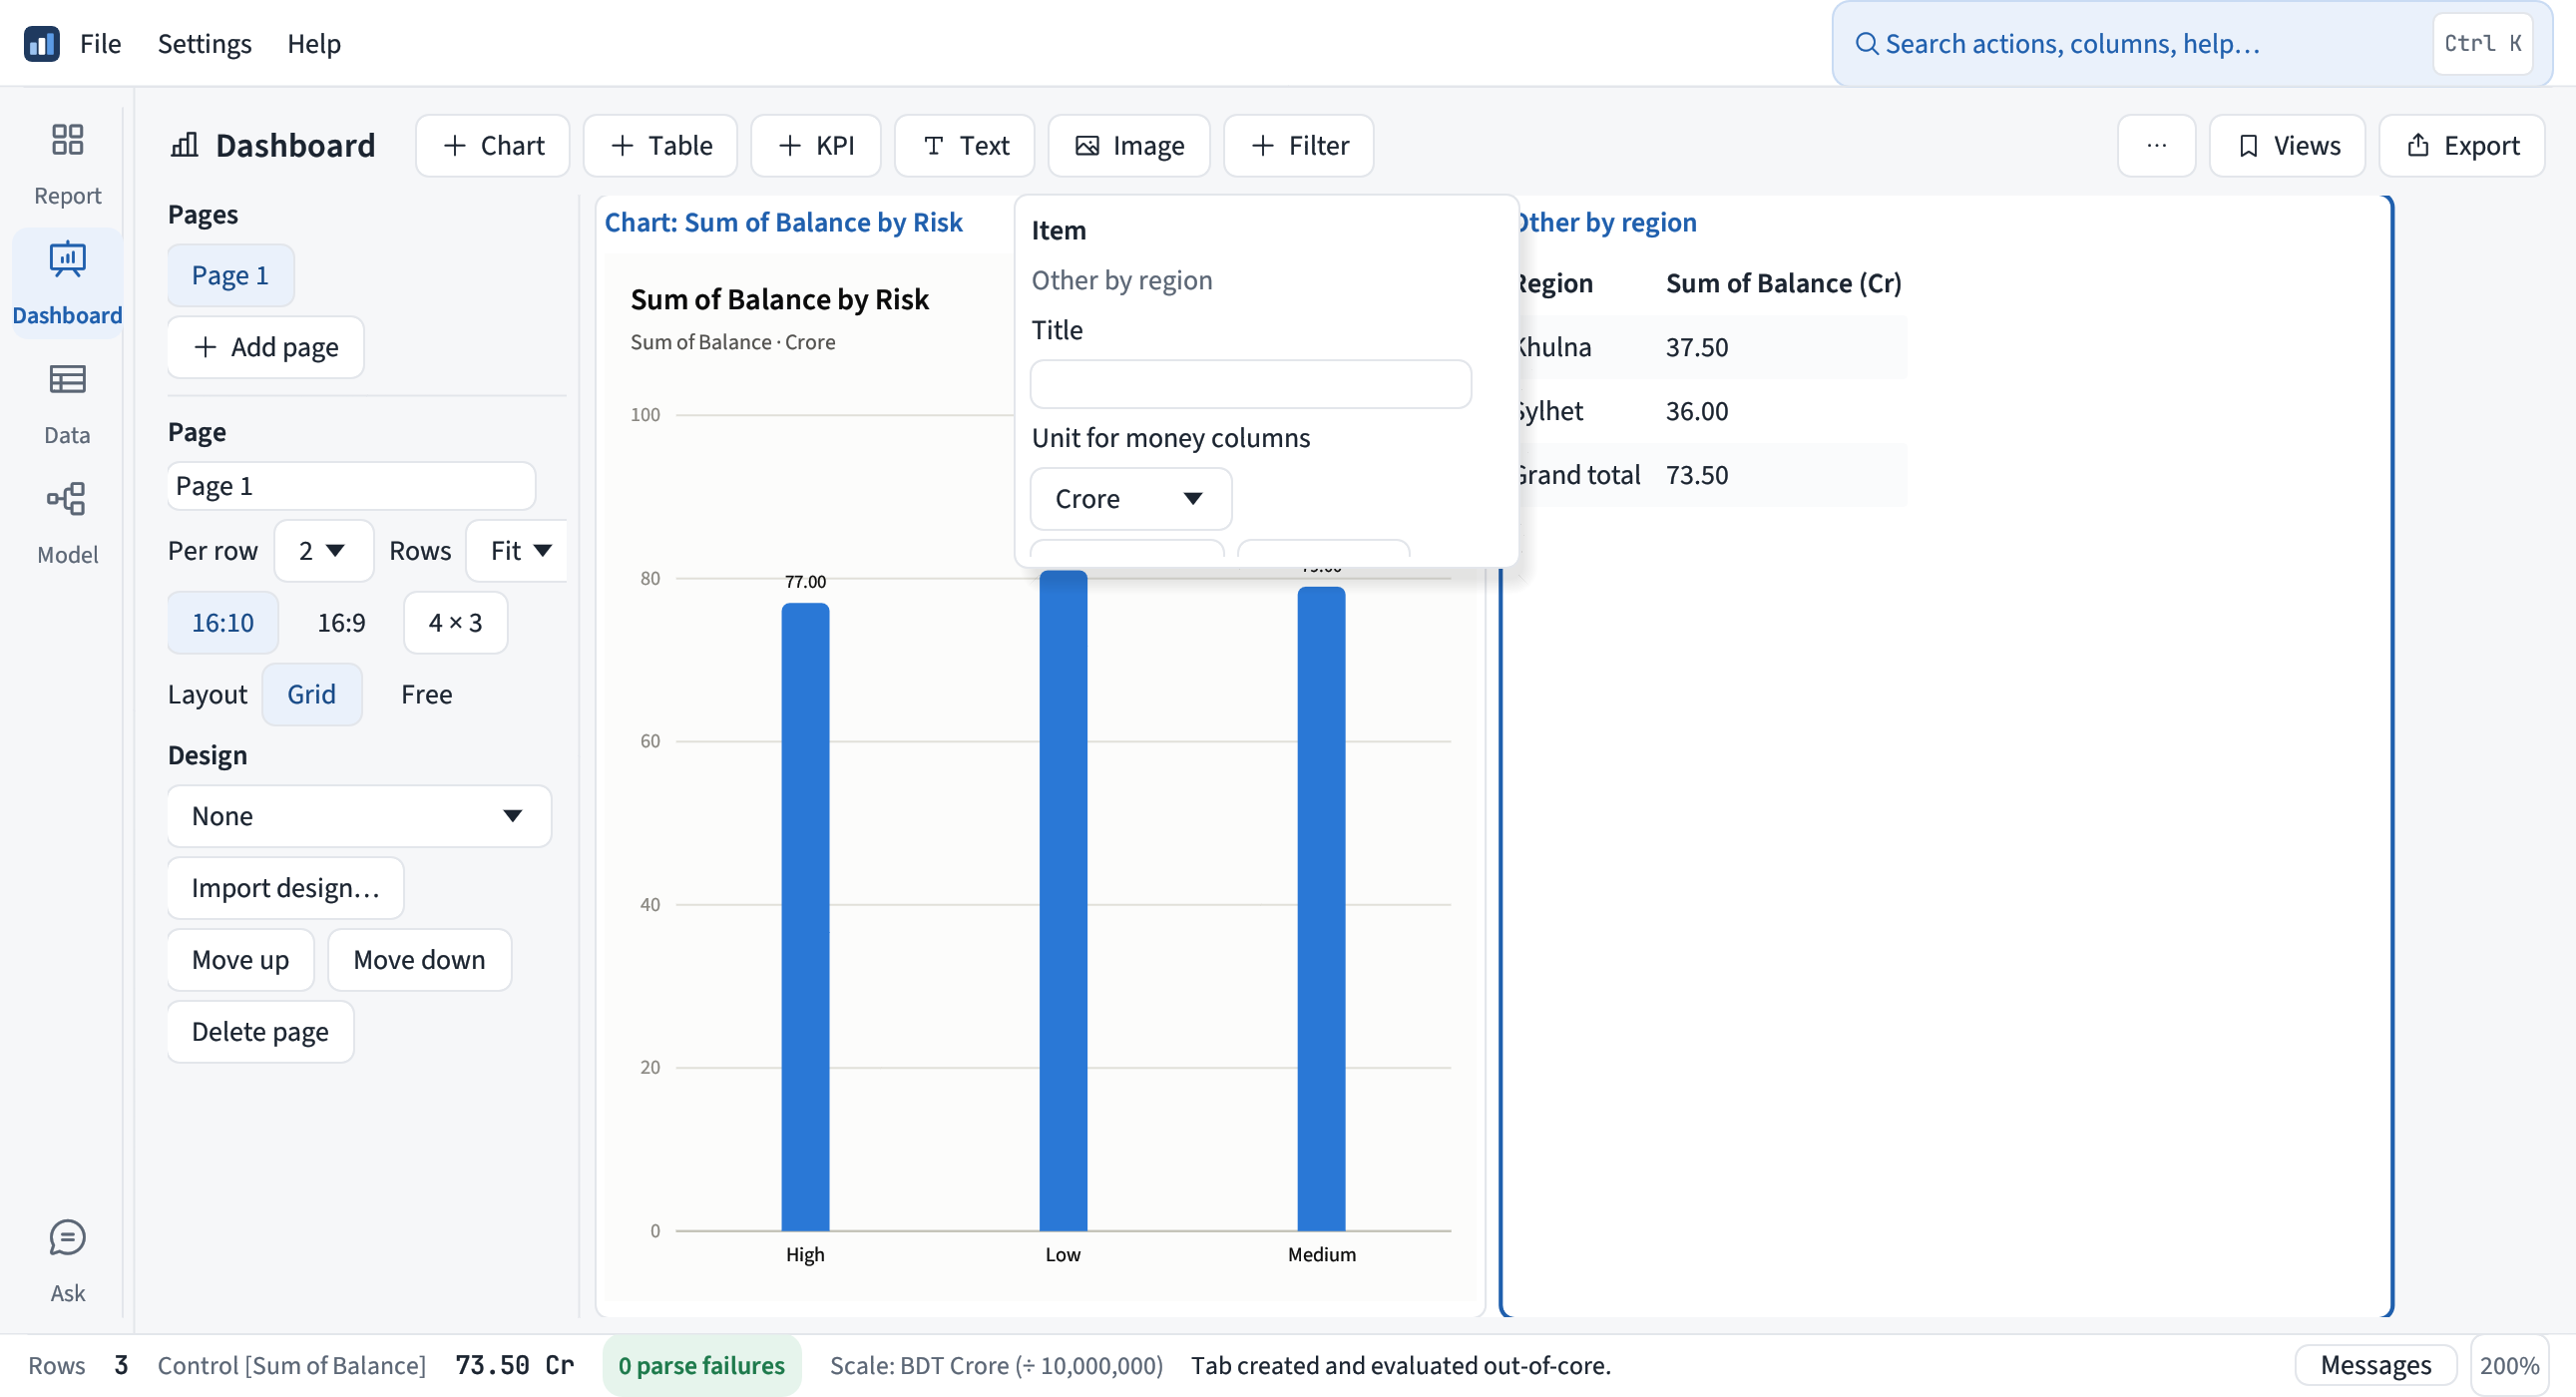 File Settings Help
Search actions, columns, help… Ctrl K
Report
Dashboard
Data
Model
Ask
Dashboard
Chart Table KPI Text Image Filter
... Views Export
Pages
Page 1
Add page
Page
Page 1
Per row 2 Rows Fit
16:10 16:9 4 × 3
Layout Grid Free
Design
None
Import design…
Move up Move down
Delete page
Chart: Sum of Balance by Risk
Sum of Balance by Risk
Sum of Balance · Crore
100
80
60
40
20
0
77.00
High Low Medium
Item
Other by region
Title
Unit for money columns
Crore
Other by region
Region Sum of Balance (Cr)
Khulna 37.50
Sylhet 36.00
Grand total 73.50
Rows 3 Control [Sum of Balance] 73.50 Cr 0 parse failures Scale: BDT Crore (÷ 10,000,000) Tab created and evaluated out-of-core. Messages 200%